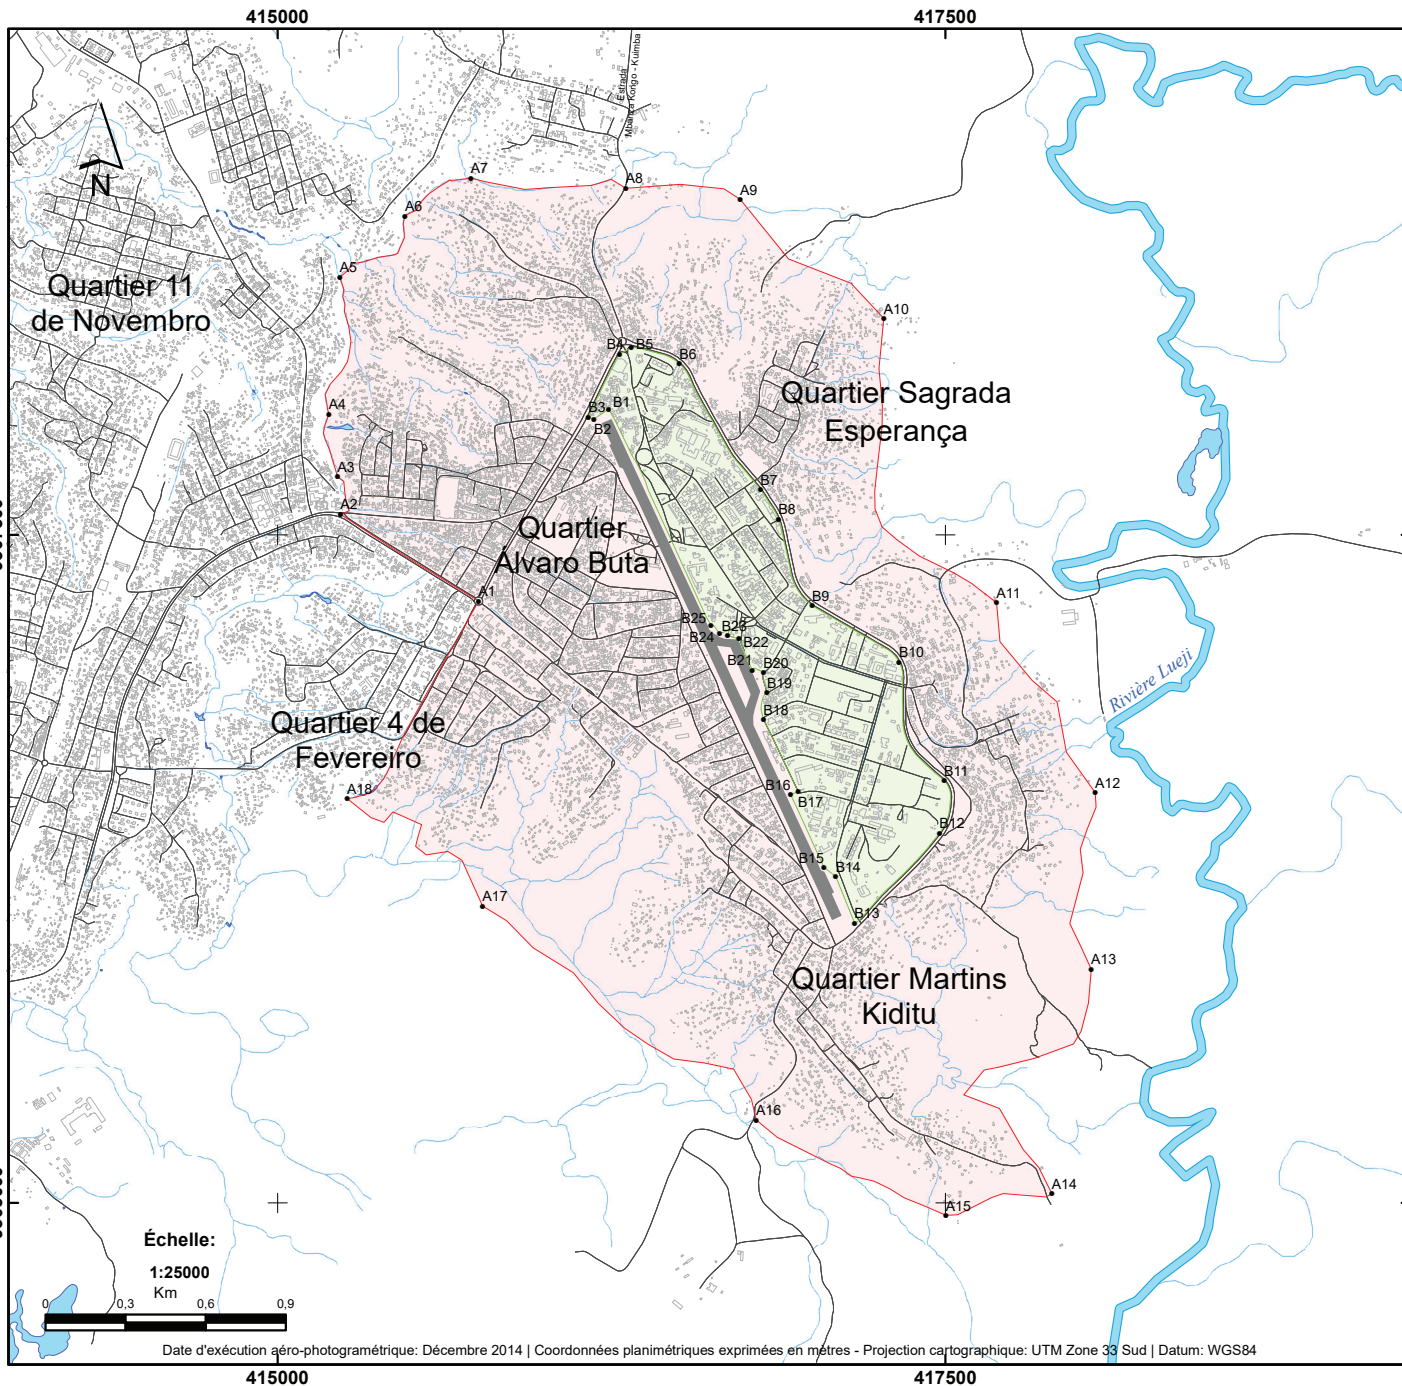 415000
417500
Estrada
Mbanza Kongo - Kuimba
N
A7
A8
A9
A6
A5
Quartier 11
de Novembro
A10
B4
B5
B6
Quartier Sagrada
Esperança
A4
B3
B1
B2
A3
B7
A2
B8
Quartier
Álvaro Buta
A1
B9
A11
B25
B23
B24
B22
B21
B20
B10
B19
Rivière Lueji
B18
Quartier 4 de
Fevereiro
A18
B16
B17
B11
A12
B12
B15
B14
A17
B13
A13
Quartier Martins
Kiditu
A16
A14
A15
Échelle:
1:25000
Km
0 0,3 0,6 0,9
Date d'exécution aéro-photogramétrique: Décembre 2014 | Coordonnées planimétriques exprimées en mètres - Projection cartographique: UTM Zone 33 Sud | Datum: WGS84
415000
417500